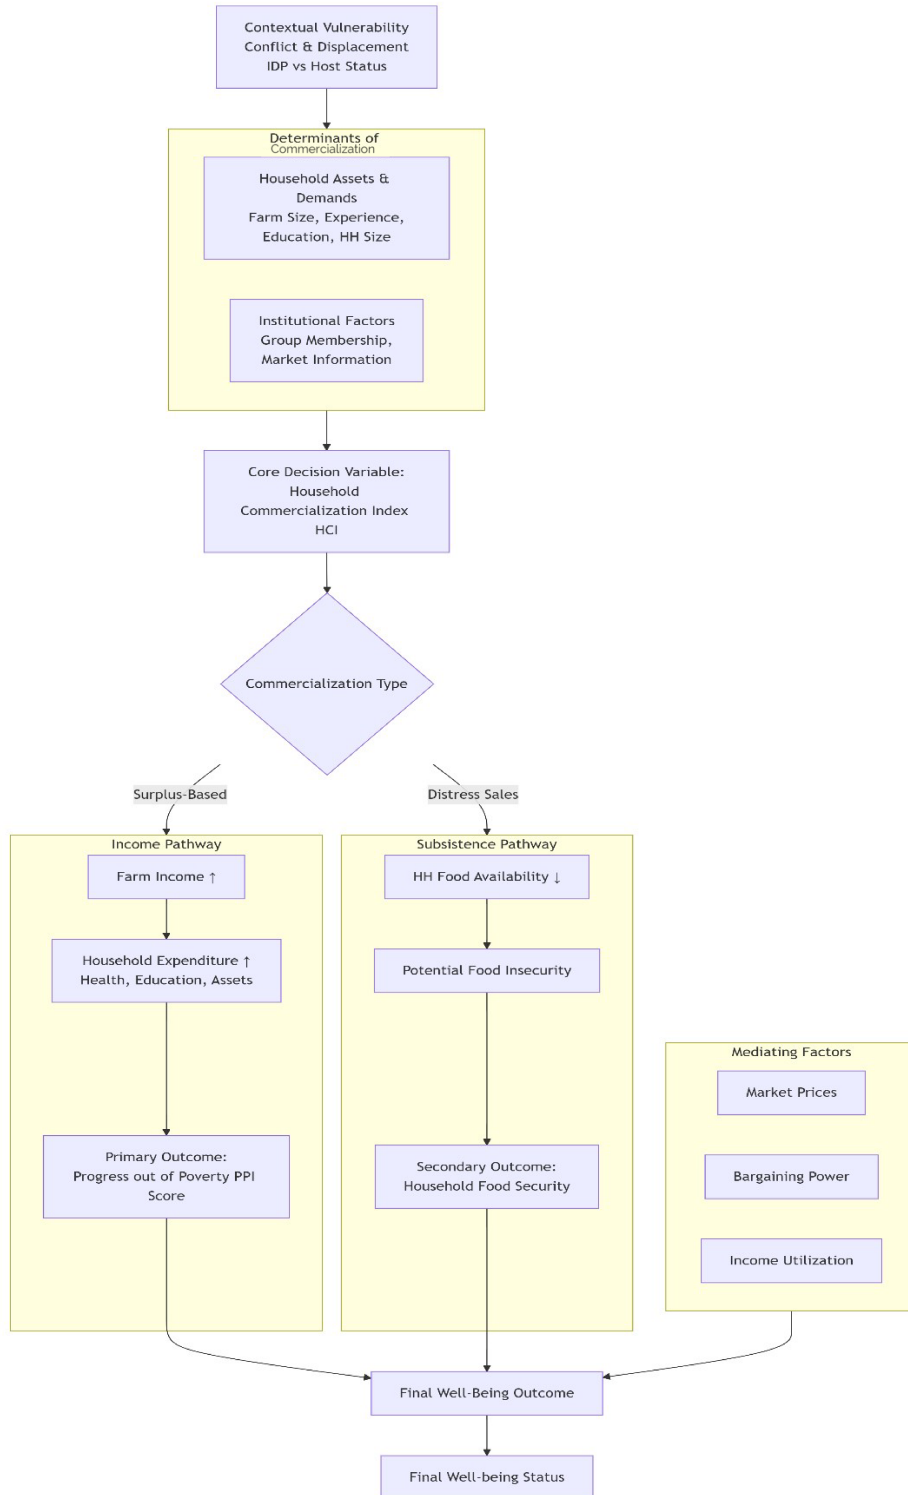 Contextual Vulnerability
Conflict & Displacement
IDP vs Host Status
Determinants of
Commercialization
Household Assets &
Demands
Farm Size, Experience,
Education, HH Size
Institutional Factors
Group Membership,
Market Information
Core Decision Variable:
Household
Commercialization Index
HCI
Commercialization Type
Surplus-Based
Distress Sales
Income Pathway
Farm Income ↑
Household Expenditure ↑
Health, Education, Assets
Primary Outcome:
Progress out of Poverty PPI
Score
Subsistence Pathway
HH Food Availability ↓
Potential Food Insecurity
Secondary Outcome:
Household Food Security
Mediating Factors
Market Prices
Bargaining Power
Income Utilization
Final Well-Being Outcome
Final Well-being Status